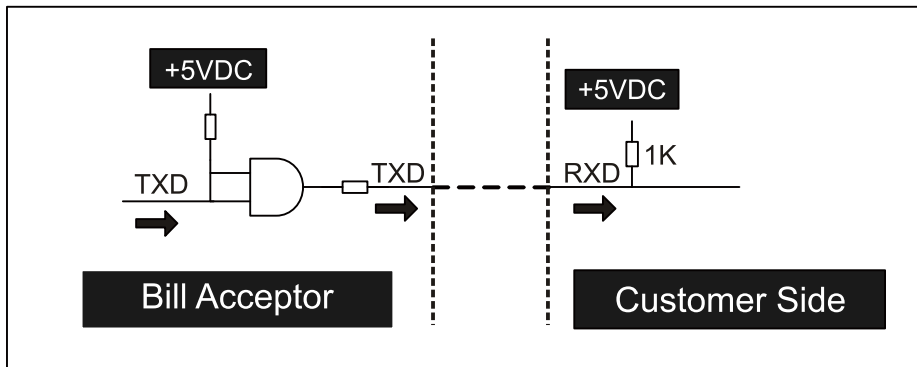 +5VDC
+5VDC
1K
TXD
TXD
RXD
Bill Acceptor
Customer Side